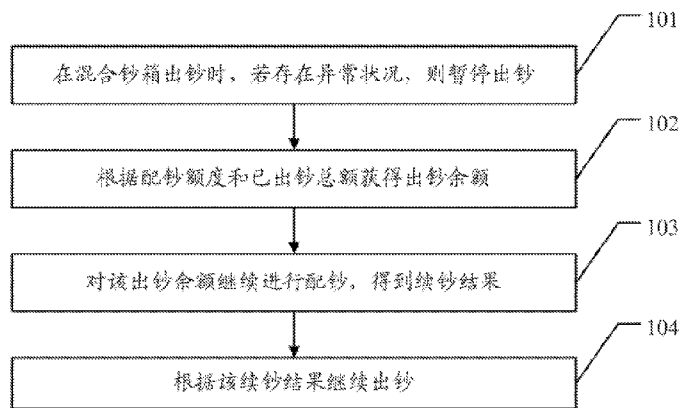 101
在混合钞箱出钞时，若存在异常状况，则暂停出钞
102
根据配钞额度和已出钞总额获得出钞余额
103
对该出钞余额继续进行配钞，得到续钞结果
104
根据该续钞结果继续出钞